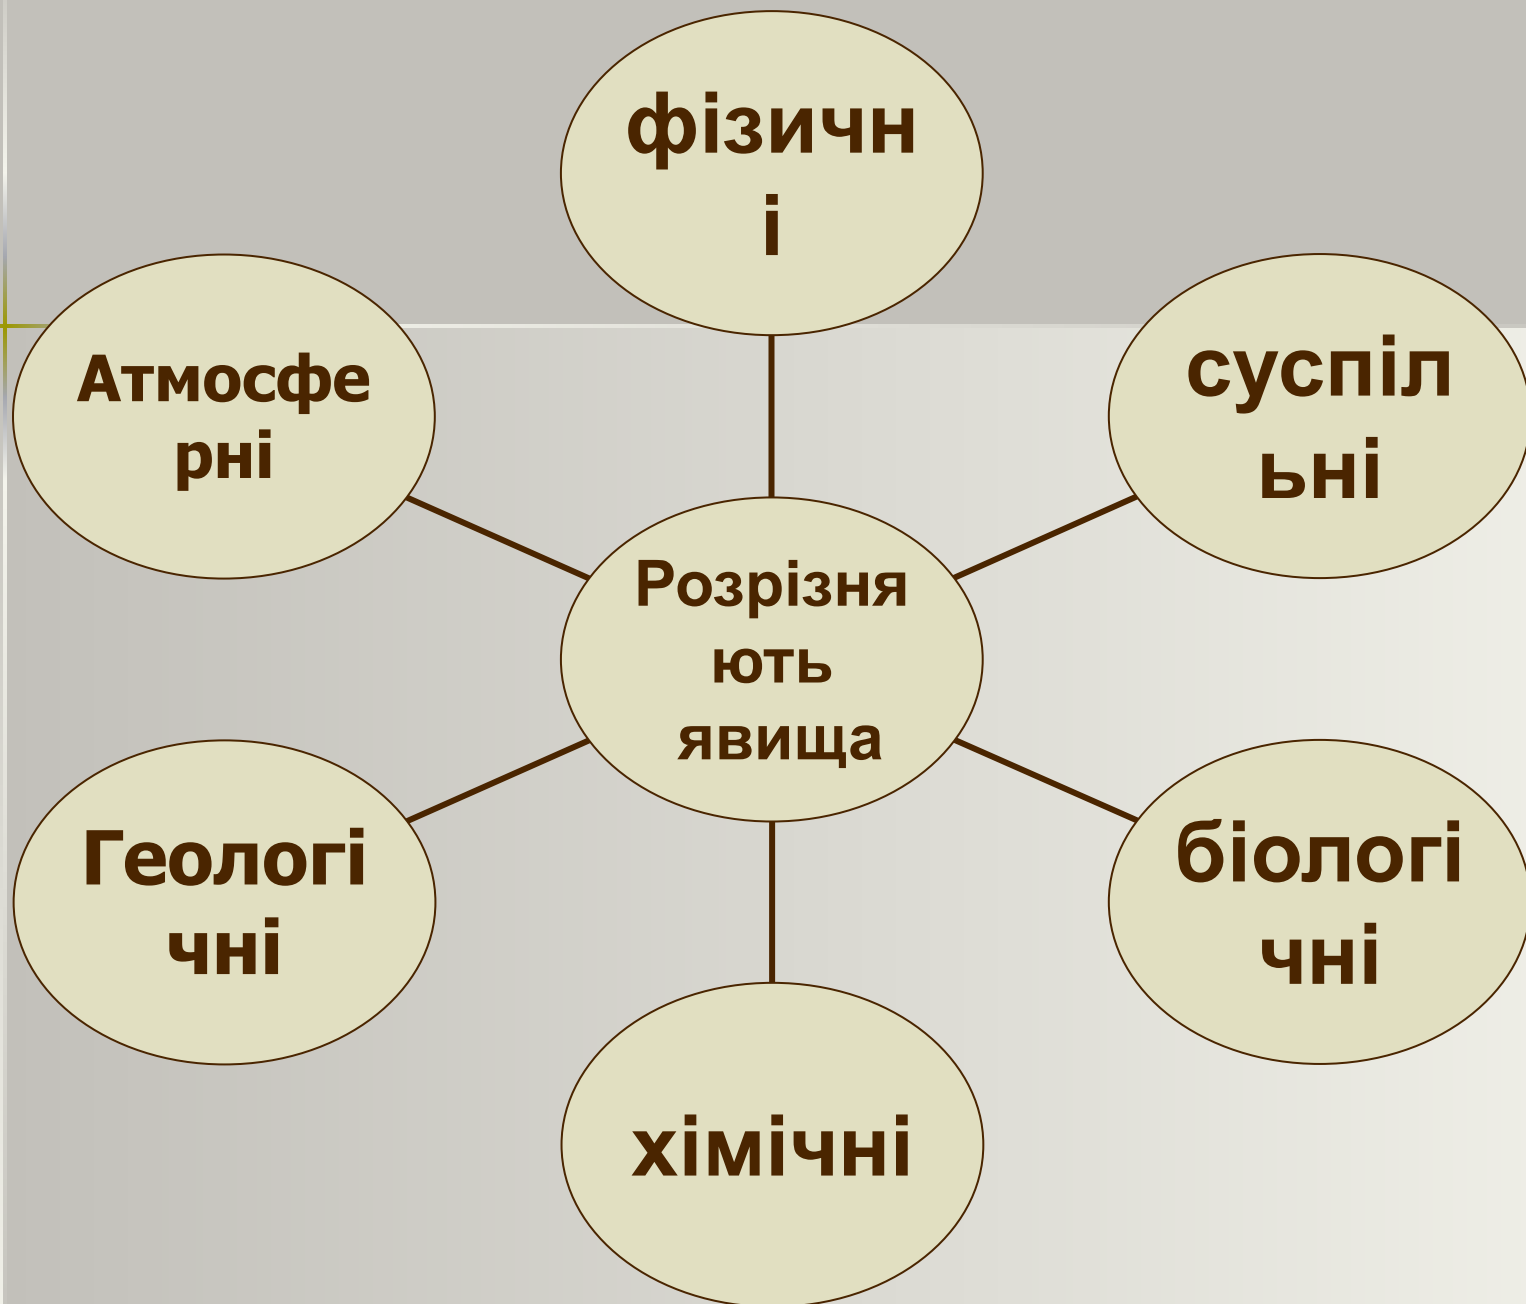 фізичн
і
Атмосфе
рні
суспіл
ьні
Розрізня
ють
явища
Геологі
чні
біологі
чні
хімічні